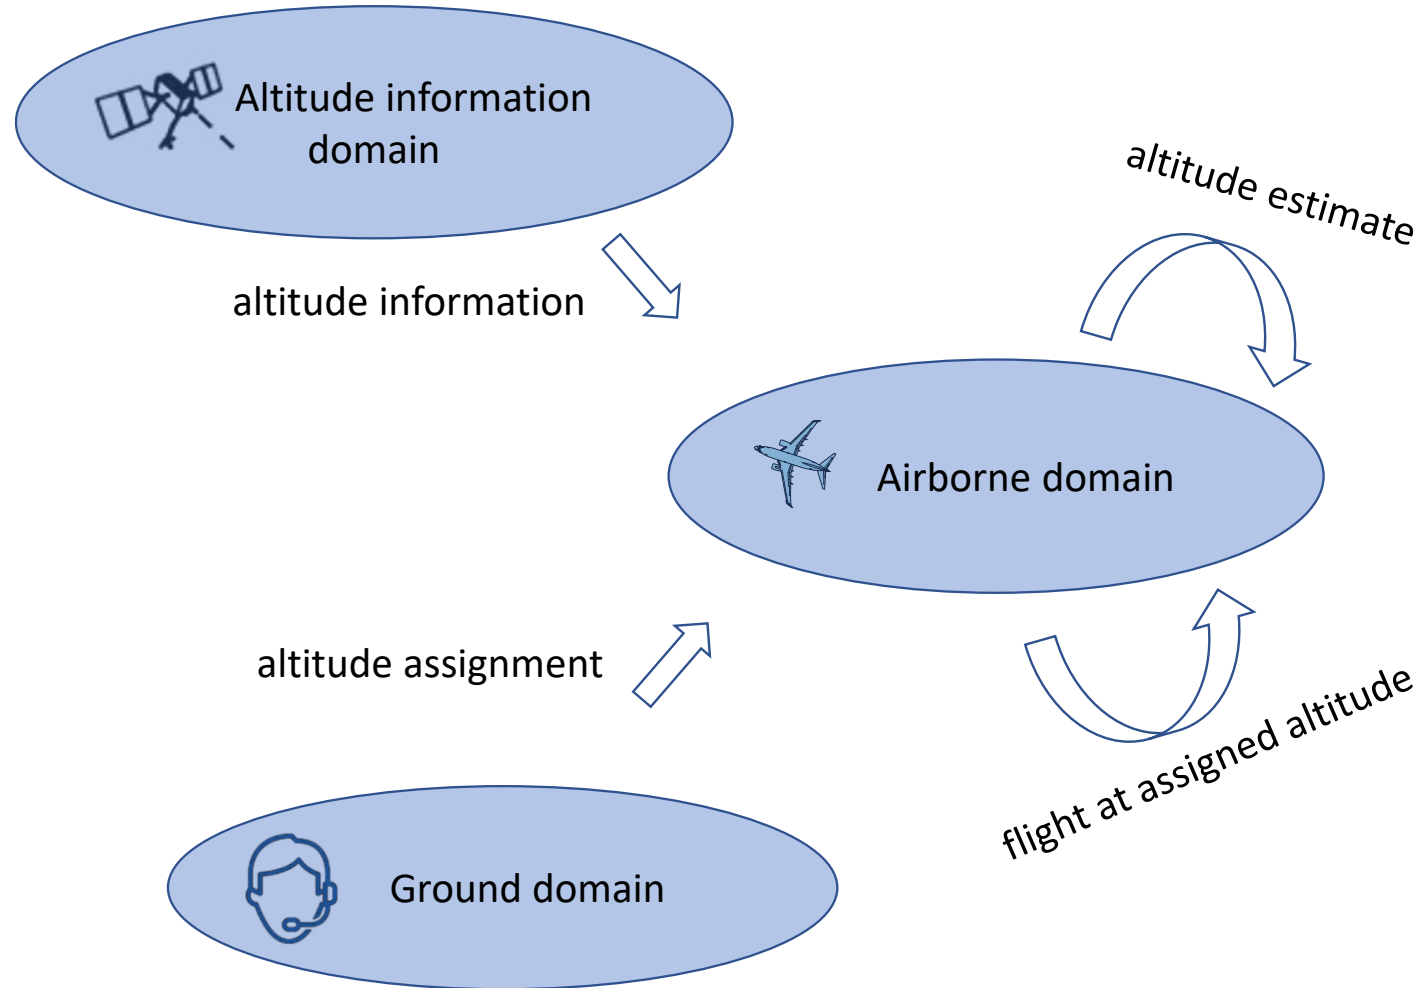 Altitude information
domain
altitude estimate
altitude information
Airborne domain
altitude assignment
flight at assigned altitude
Ground domain